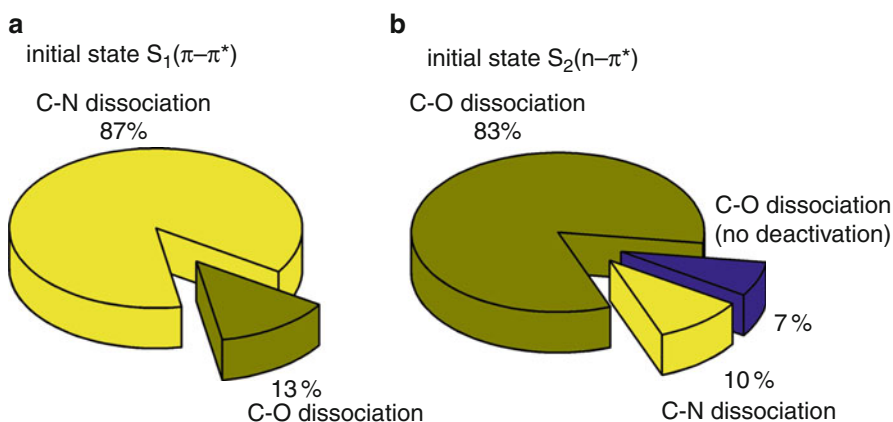 a
initial state S₁(π–π*)
C-N dissociation
87%
13%
C-O dissociation
b
initial state S₂(n–π*)
C-O dissociation
83%
C-O dissociation
(no deactivation)
7%
10%
C-N dissociation